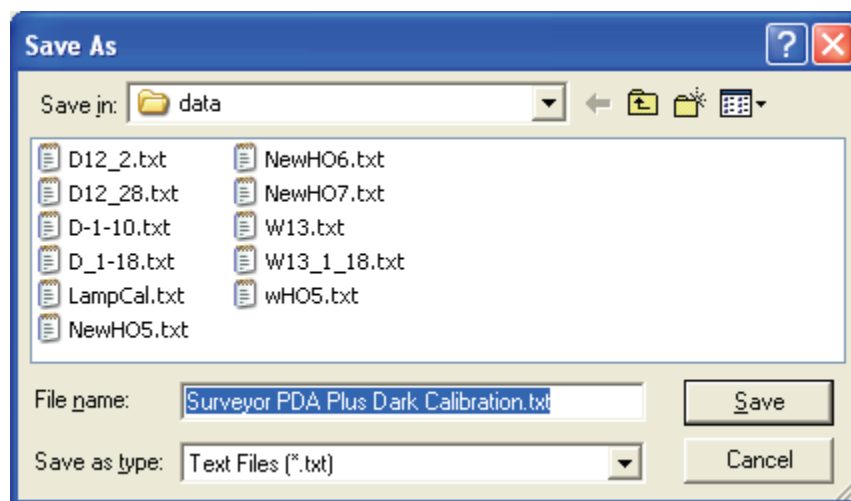 Save As
Save in: data
D12_2.txt
D12_28.txt
D-1-10.txt
D_1-18.txt
LampCal.txt
NewHO5.txt
NewHO6.txt
NewHO7.txt
W13.txt
W13_1_18.txt
wHO5.txt
File name: Surveyor PDA Plus Dark Calibration.txt Save
Save as type: Text Files (*.txt) Cancel